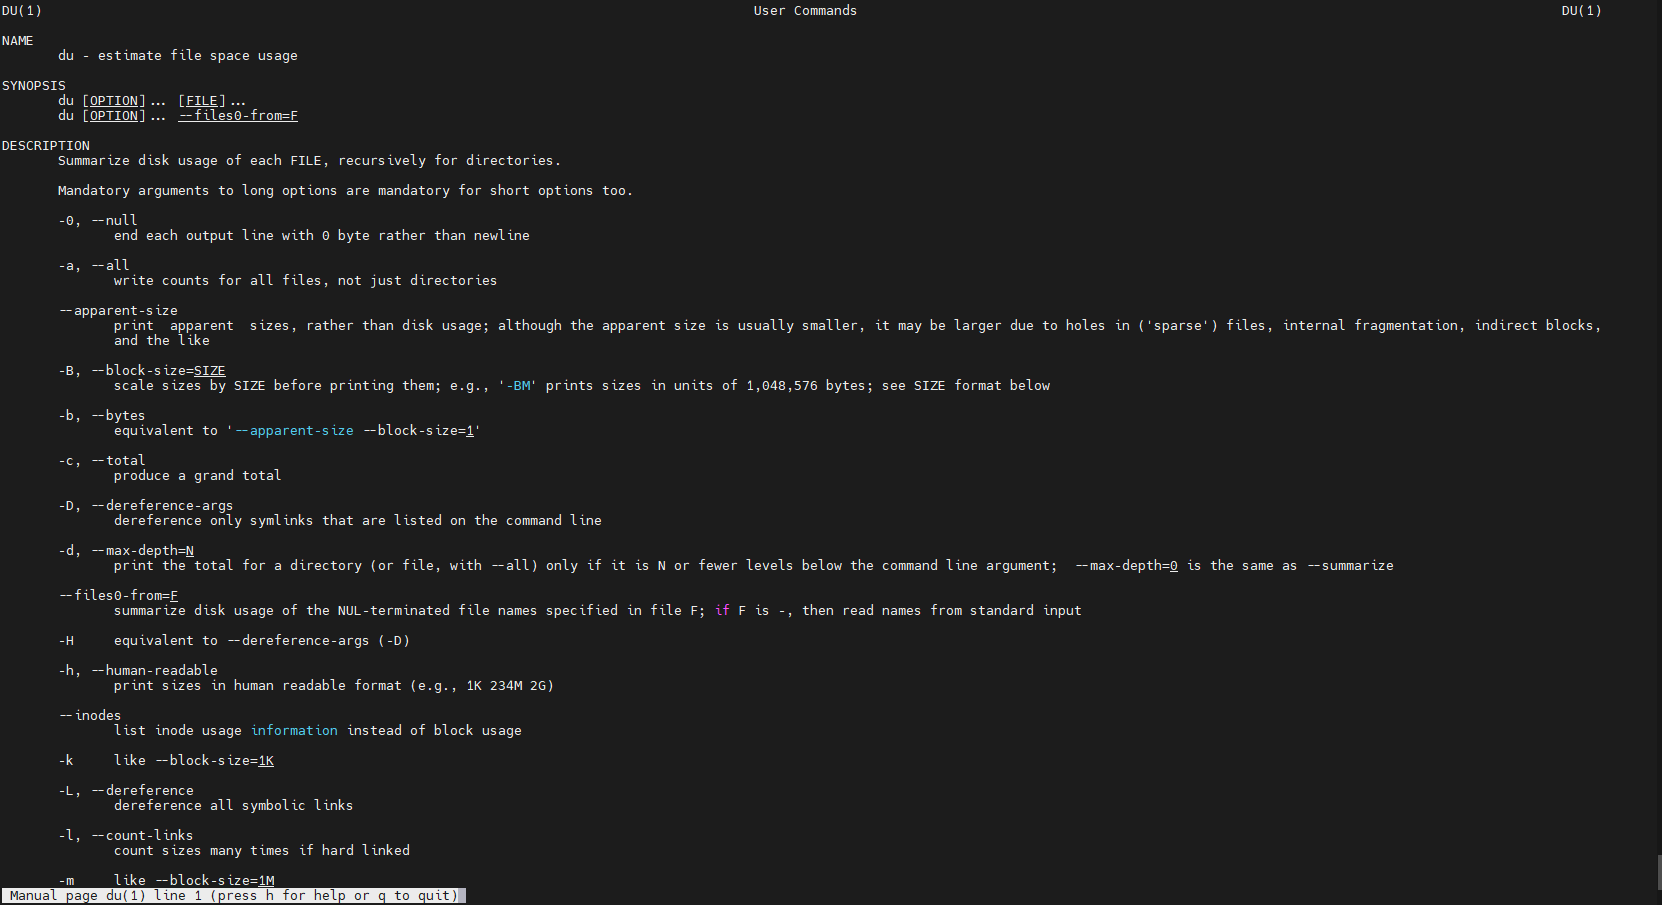 DU(1) User Commands DU(1)
NAME
du - estimate file space usage
SYNOPSIS
du [OPTION]... [FILE]...
du [OPTION]... --files0-from=F
DESCRIPTION
Summarize disk usage of each FILE, recursively for directories.
Mandatory arguments to long options are mandatory for short options too.
-0, --null
end each output line with 0 byte rather than newline
-a, --all
write counts for all files, not just directories
--apparent-size
print apparent sizes, rather than disk usage; although the apparent size is usually smaller, it may be larger due to holes in ('sparse') files, internal fragmentation, indirect blocks,
and the like
-B, --block-size=SIZE
scale sizes by SIZE before printing them; e.g., '-BM' prints sizes in units of 1,048,576 bytes; see SIZE format below
-b, --bytes
equivalent to '--apparent-size --block-size=1'
-c, --total
produce a grand total
-D, --dereference-args
dereference only symlinks that are listed on the command line
-d, --max-depth=N
print the total for a directory (or file, with --all) only if it is N or fewer levels below the command line argument;  --max-depth=0 is the same as --summarize
--files0-from=F
summarize disk usage of the NUL-terminated file names specified in file F; if F is -, then read names from standard input
-H equivalent to --dereference-args (-D)
-h, --human-readable
print sizes in human readable format (e.g., 1K 234M 2G)
--inodes
list inode usage information instead of block usage
-k like --block-size=1K
-L, --dereference
dereference all symbolic links
-l, --count-links
count sizes many times if hard linked
-m like --block-size=1M
Manual page du(1) line 1 (press h for help or q to quit)